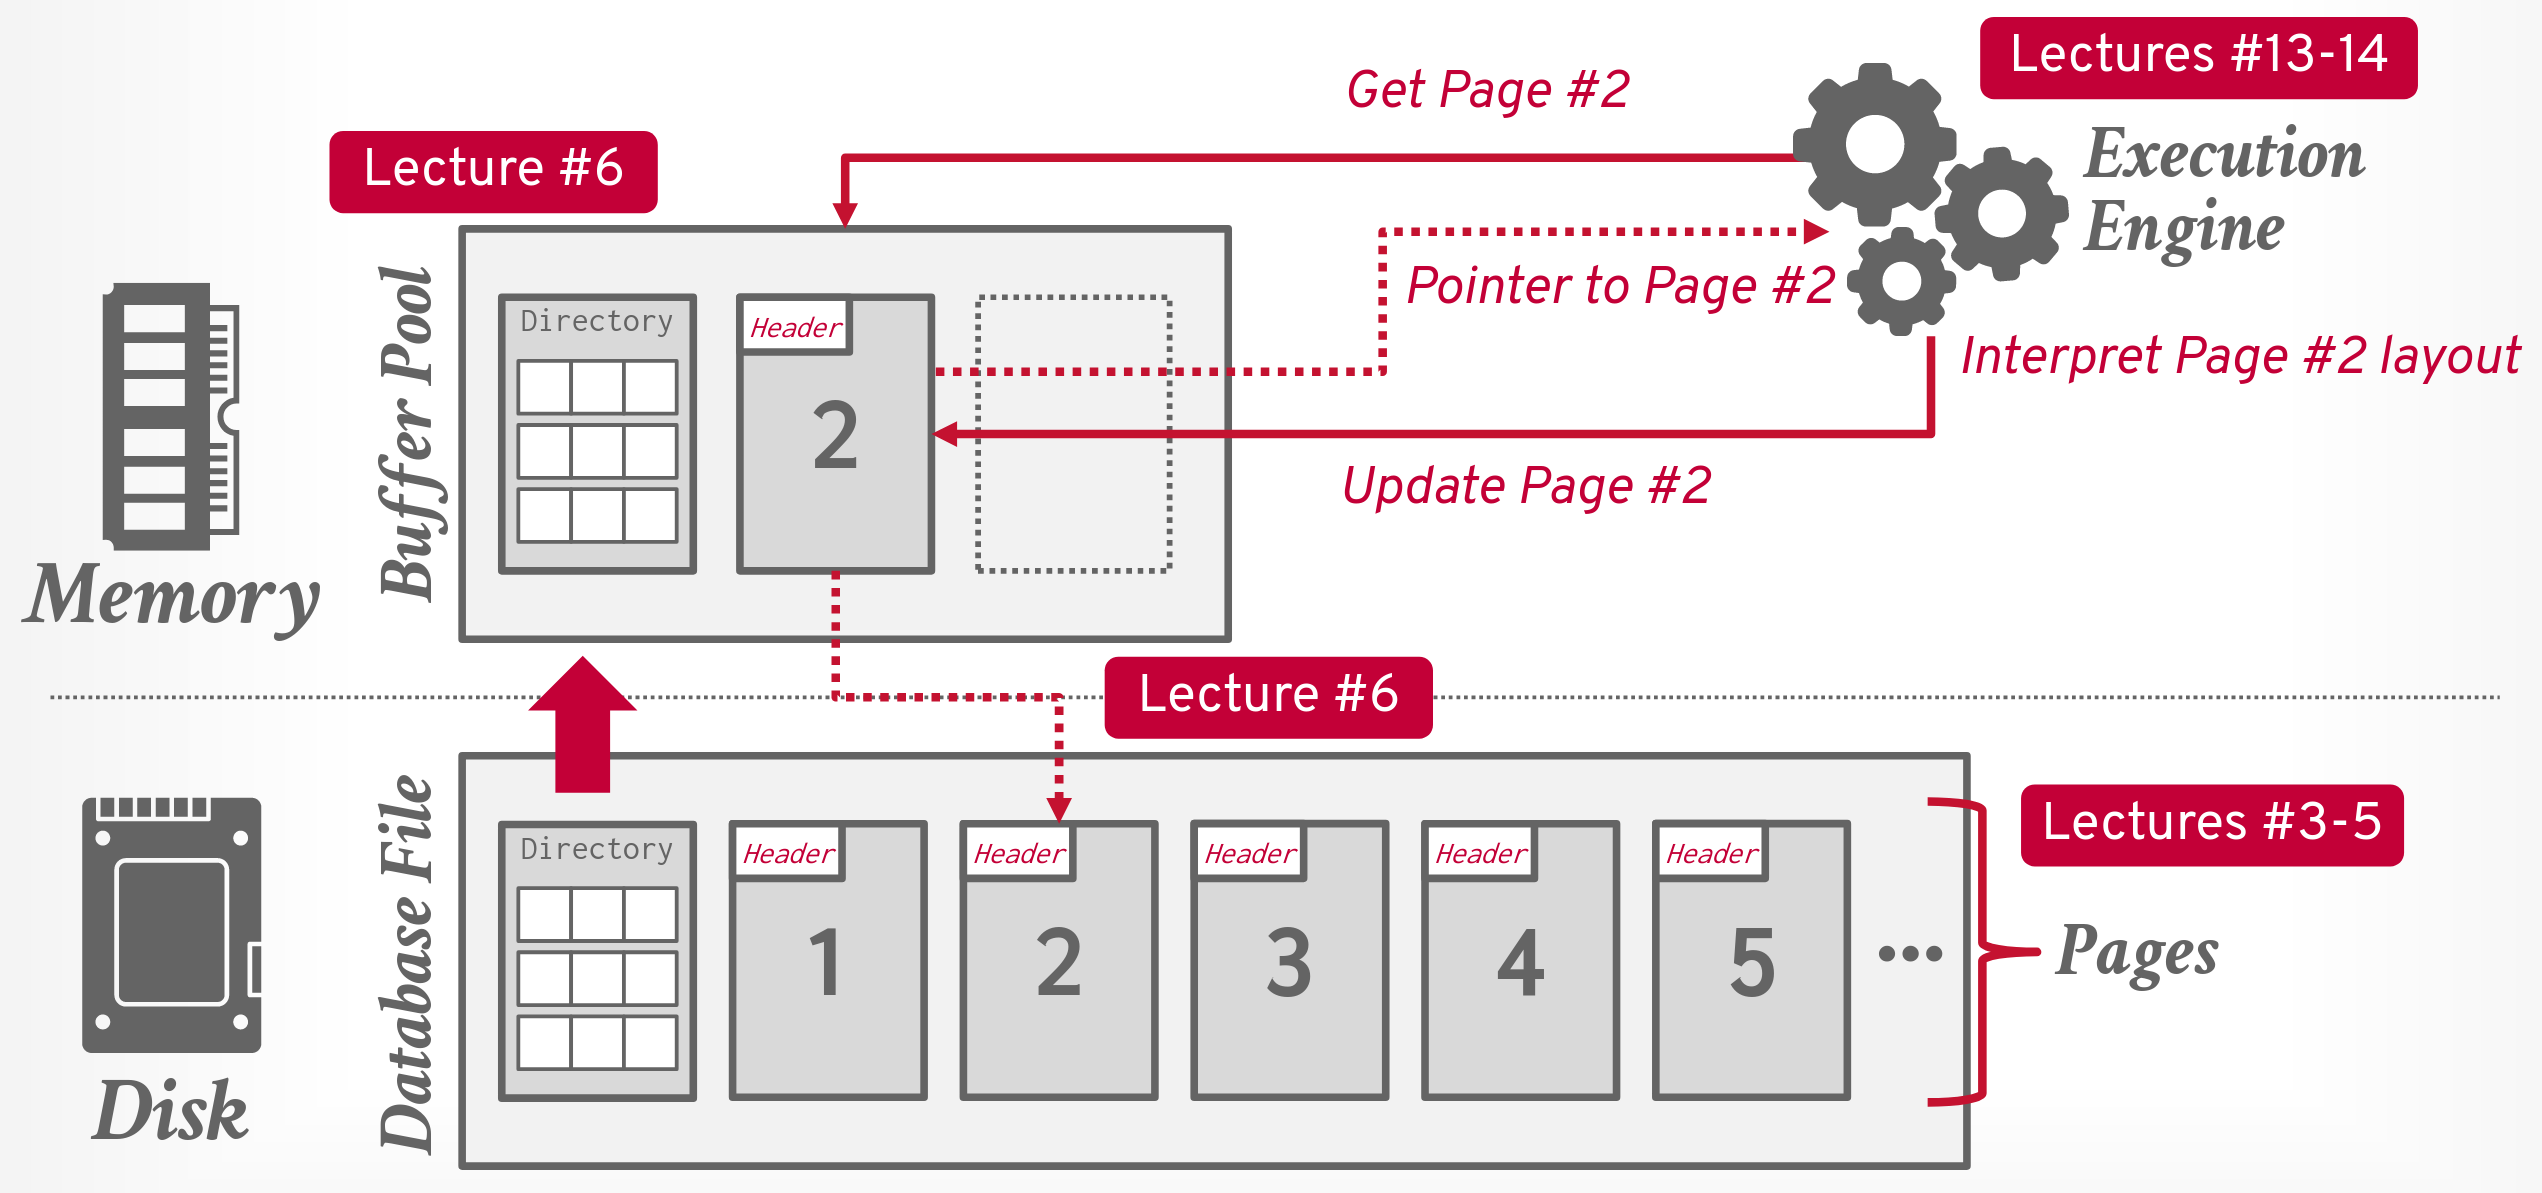 Lectures #13-14
Get Page #2
Execution
Engine
Lecture #6
Pointer to Page #2
Interpret Page #2 layout
Update Page #2
Buffer Pool
Directory
Header
2
Memory
Lecture #6
Database File
Directory
Header
1
Header
2
Header
3
Header
4
Header
5
...
Lectures #3-5
Pages
Disk